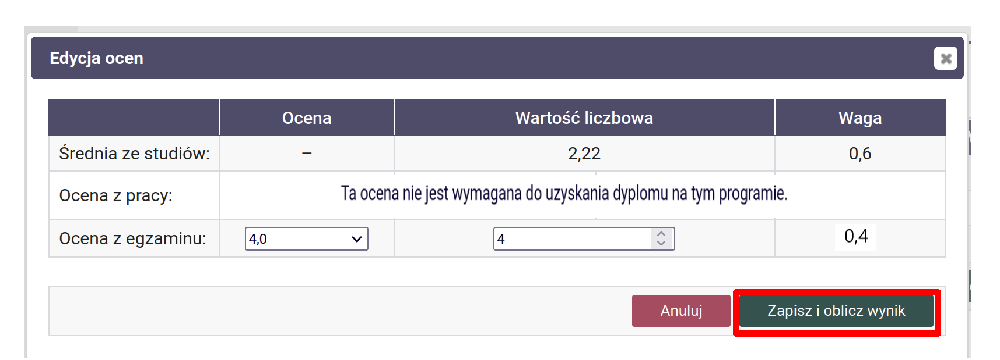 Edycja ocen
Ocena Wartość liczbowa Waga
Średnia ze studiów: – 2,22 0,6
Ocena z pracy: Ta ocena nie jest wymagana do uzyskania dyplomu na tym programie.
Ocena z egzaminu: 4,0 4 0,4
Anuluj Zapisz i oblicz wynik